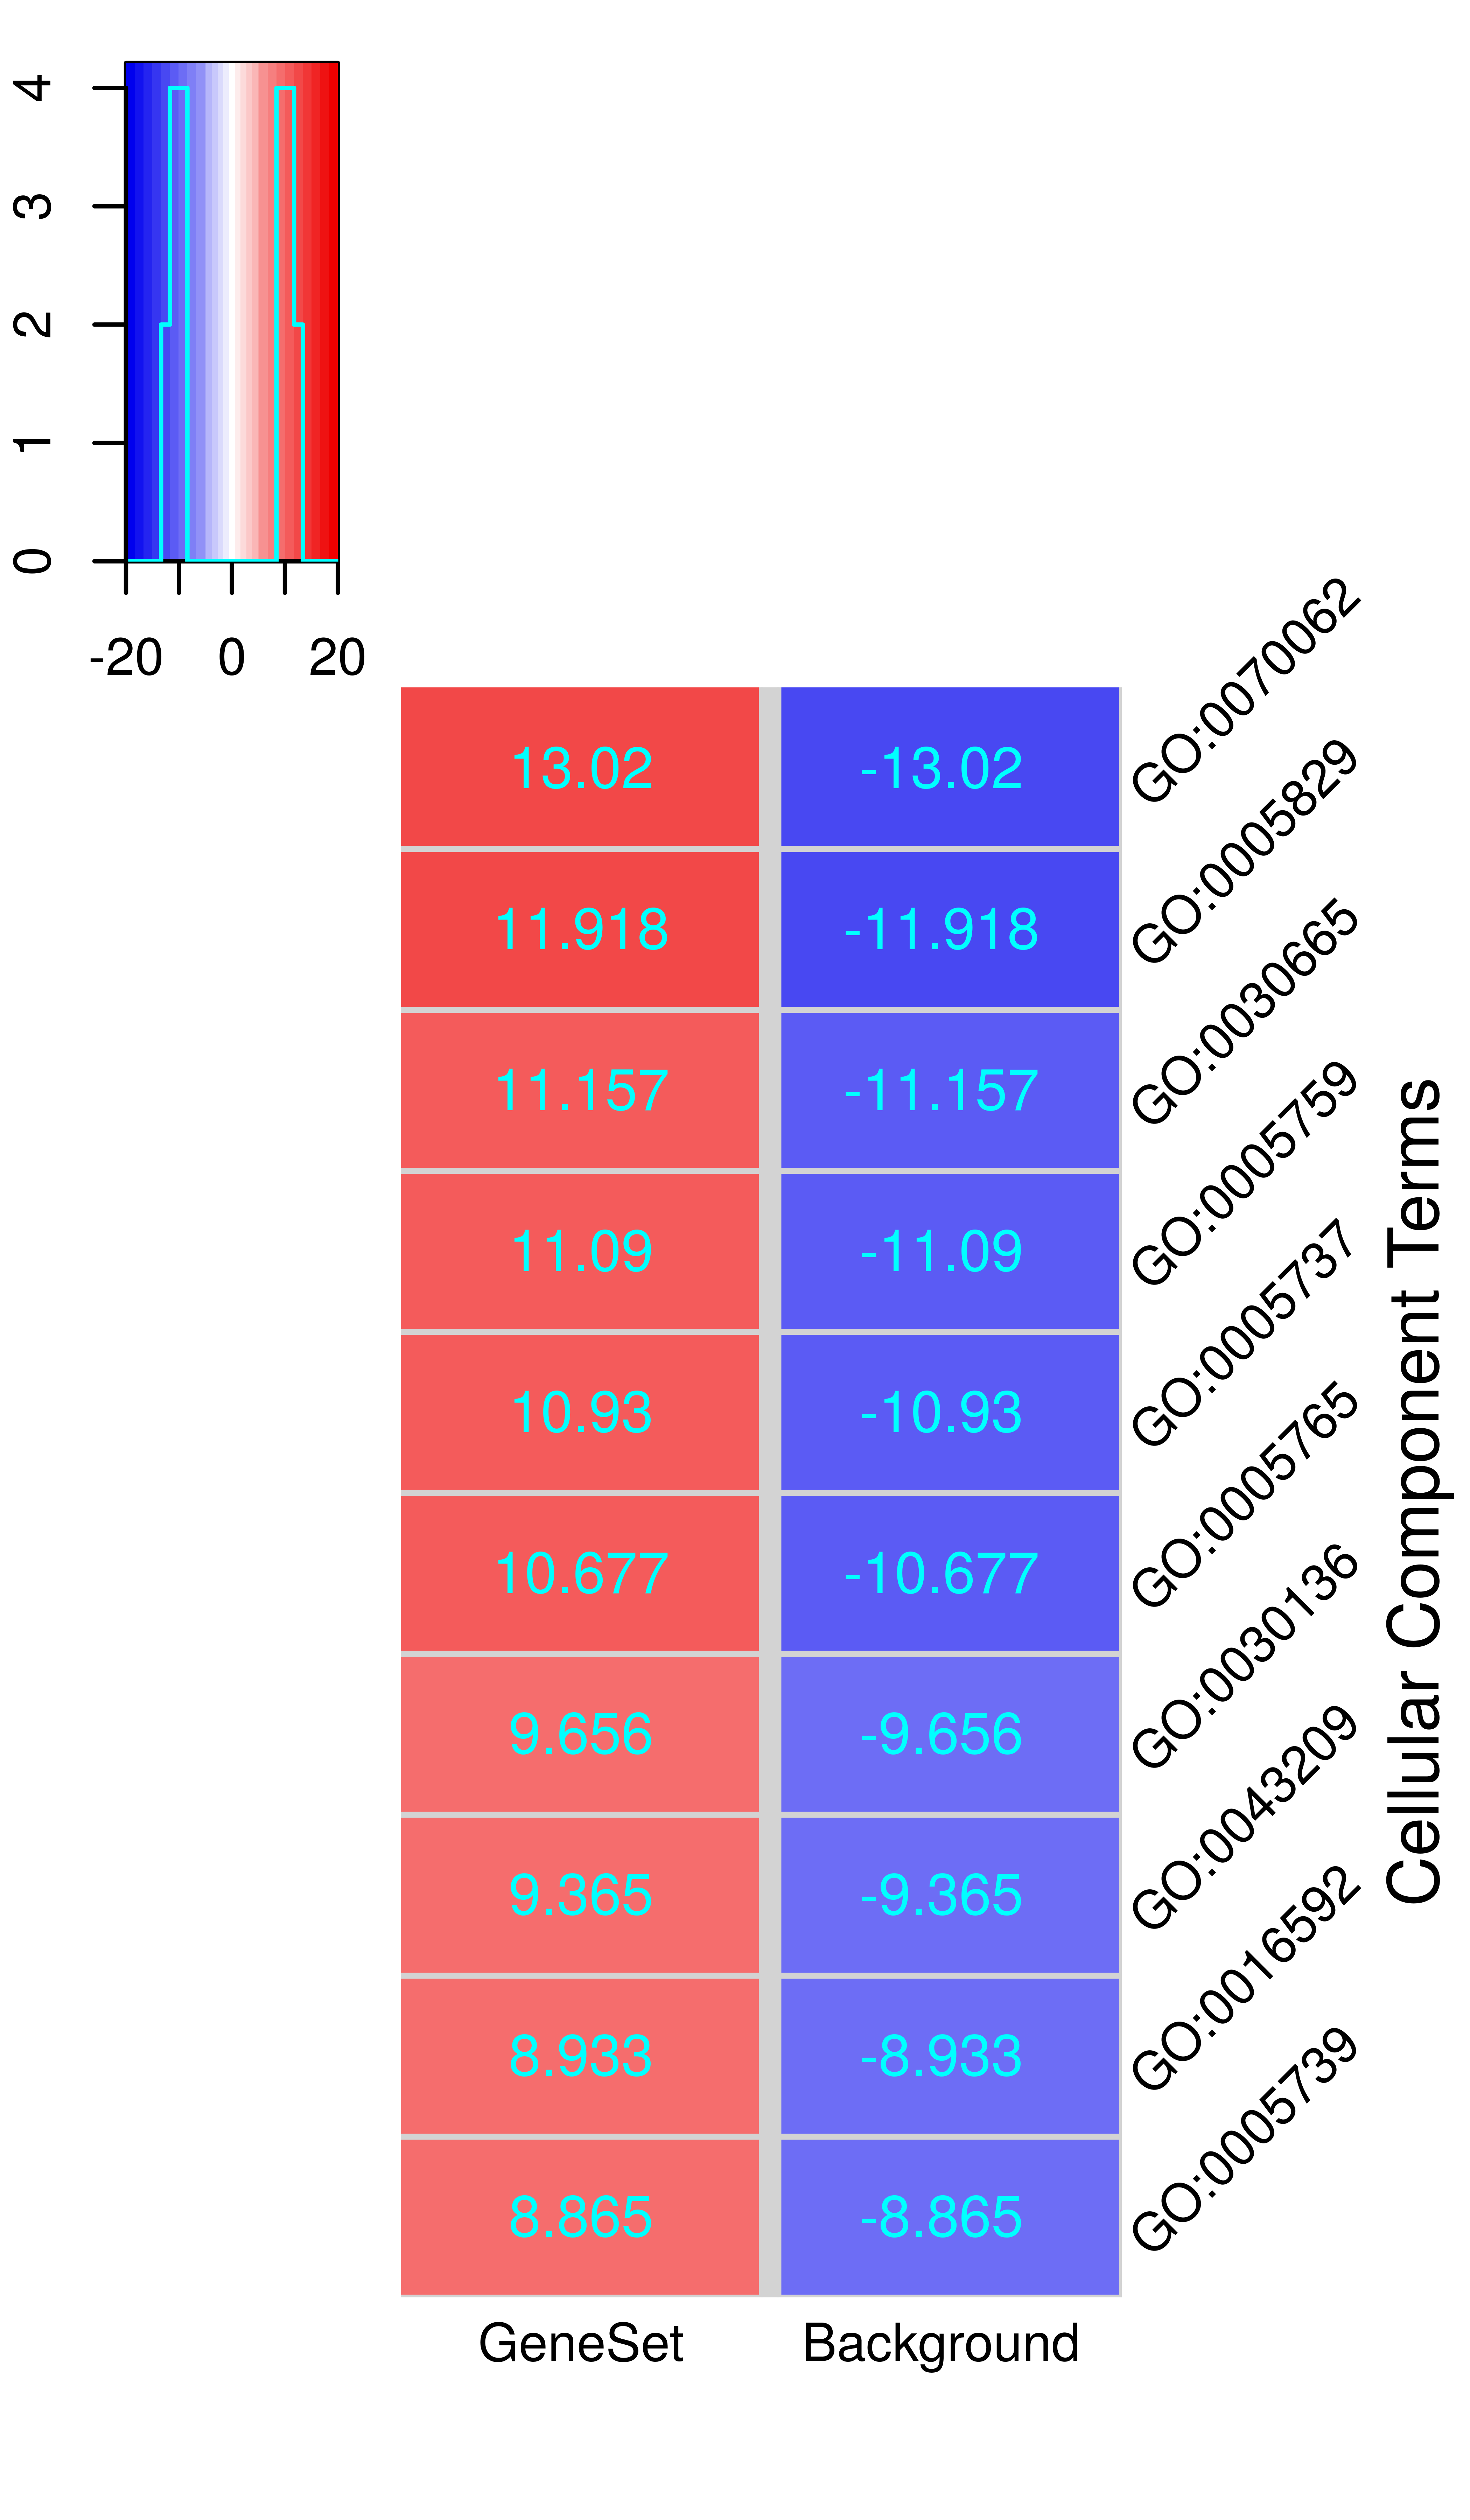 4
3
2
1
0
-20 0 20
13.02 -13.02 GO:0070062
11.918 -11.918 GO:0005829
11.157 -11.157 GO:0030665
11.09 -11.09 GO:0005759
10.93 -10.93 GO:0005737
10.677 -10.677 GO:0005765
9.656 -9.656 GO:0030136
9.365 -9.365 GO:0043209
8.933 -8.933 GO:0016592
8.865 -8.865 GO:0005739
Cellular Component Terms
GeneSet Background